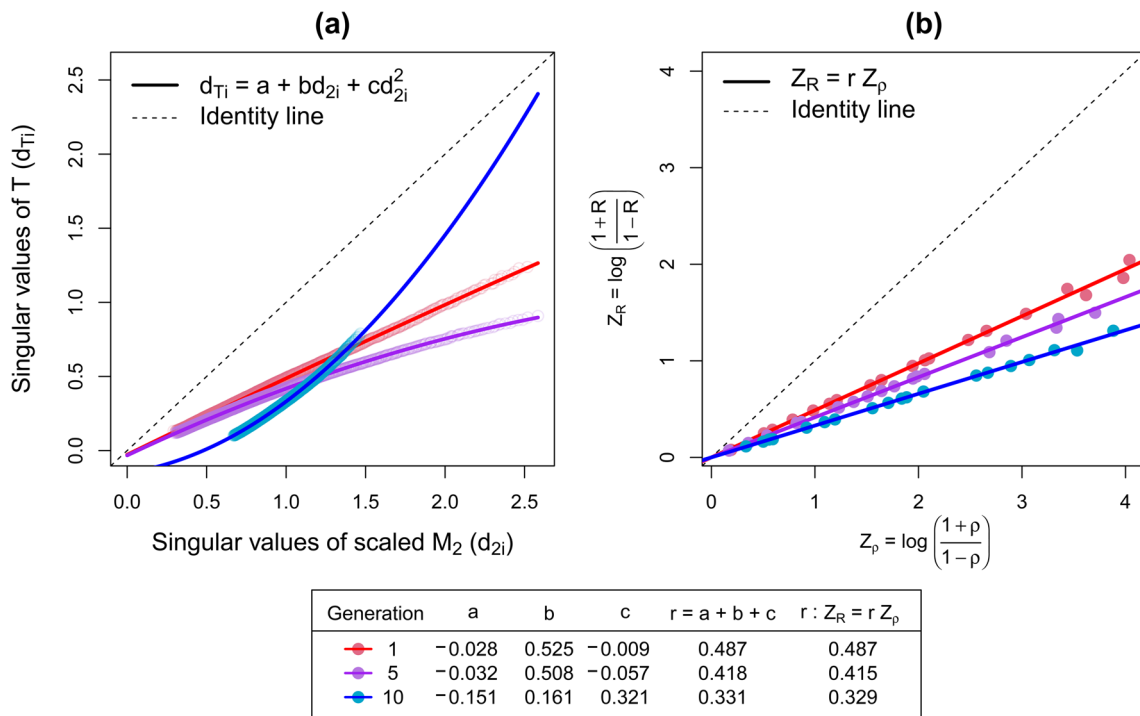 (a)
d_Ti = a + bd_2i + cd_2i^2
Identity line
Singular values of T (d_Ti)
2.5
2.0
1.5
1.0
0.5
0.0
0.0 0.5 1.0 1.5 2.0 2.5
Singular values of scaled M_2 (d_2i)
(b)
Z_R = r Z_ρ
Identity line
Z_R = log((1 + R)/(1 − R))
4
3
2
1
0
0 1 2 3 4
Z_ρ = log((1 + ρ)/(1 − ρ))
Generation a b c r = a + b + c r : Z_R = r Z_ρ
1 −0.028 0.525 −0.009 0.487 0.487
5 −0.032 0.508 −0.057 0.418 0.415
10 −0.151 0.161 0.321 0.331 0.329